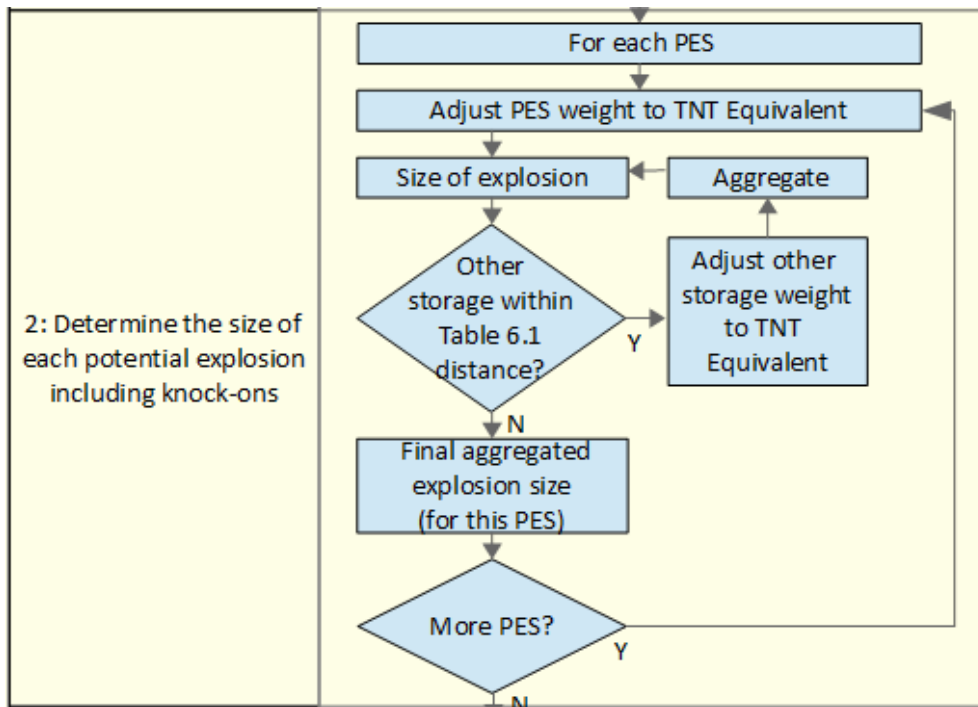 For each PES
Adjust PES weight to TNT Equivalent
Size of explosion
Aggregate
Other
storage within
Table 6.1
distance?
Y
Adjust other
storage weight
to TNT
Equivalent
2: Determine the size of
each potential explosion
including knock-ons
N
Final aggregated
explosion size
(for this PES)
More PES?
Y
N